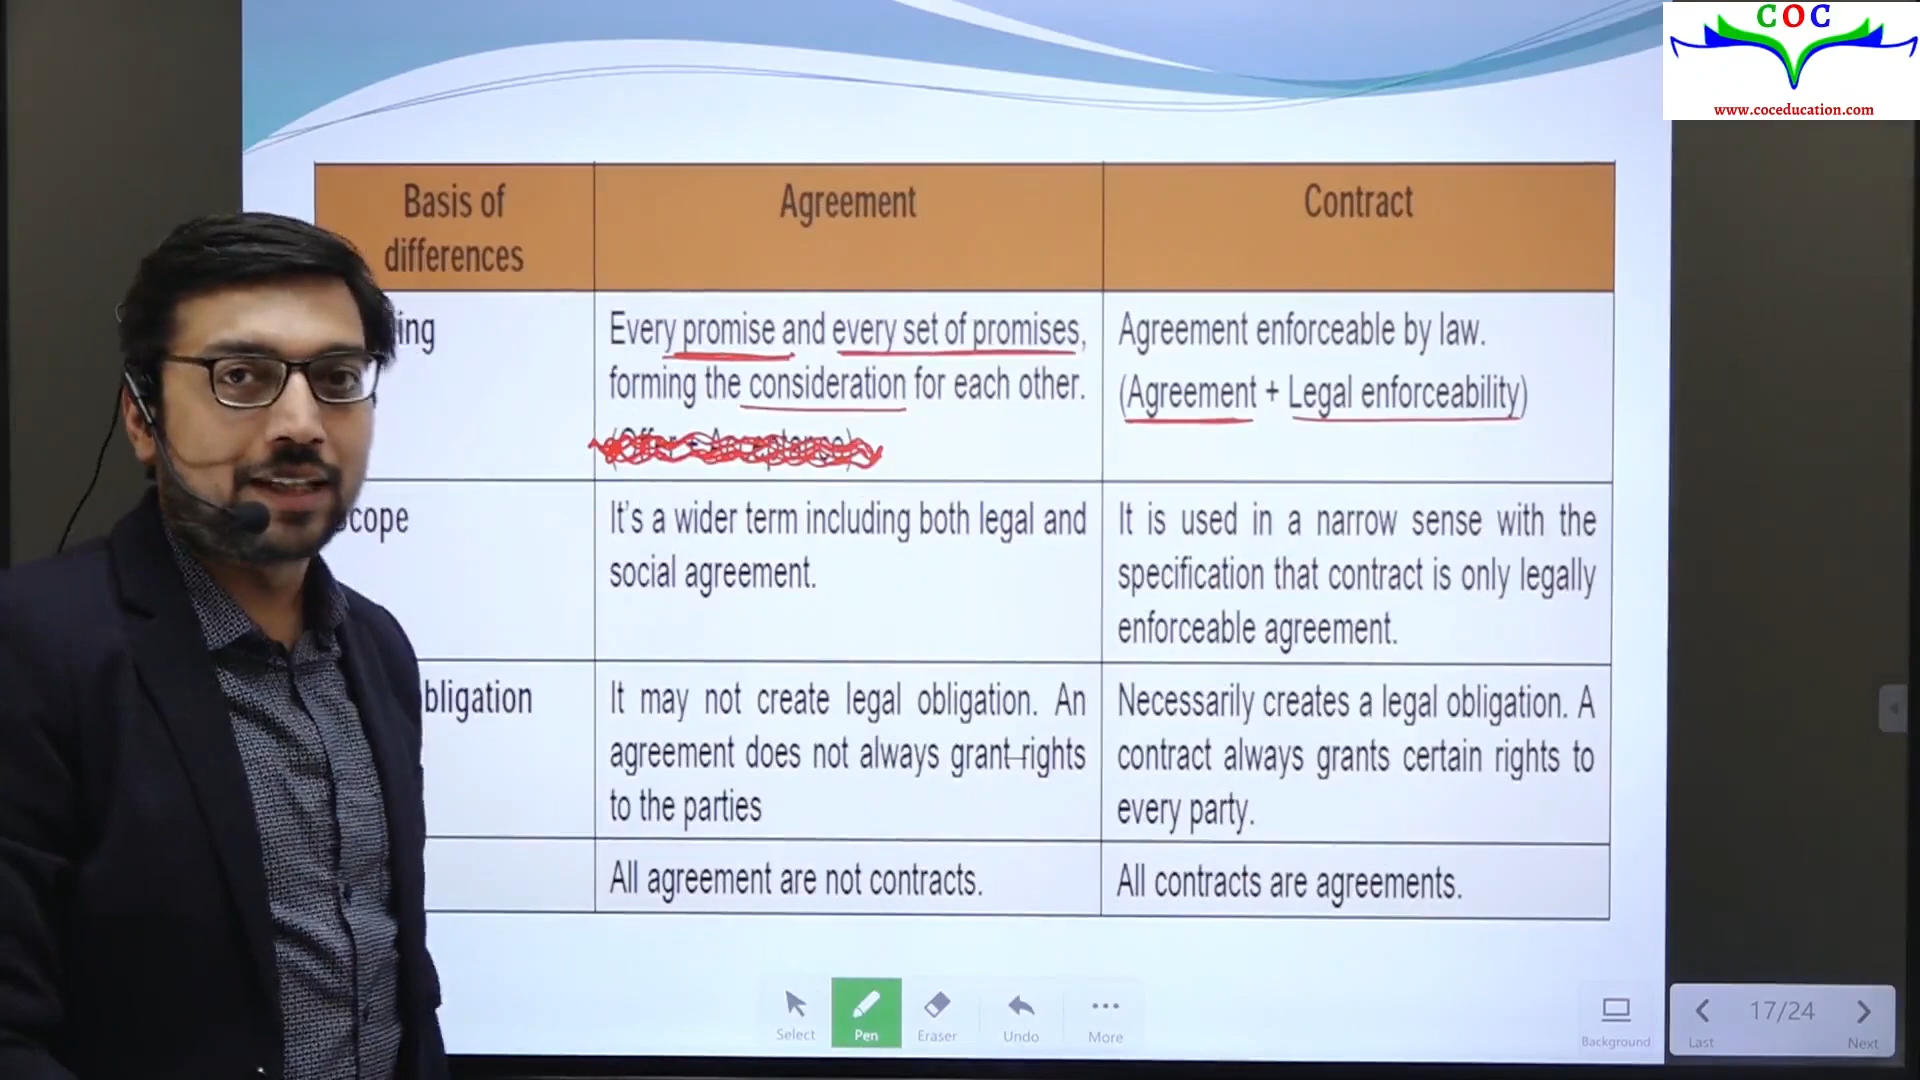 COC
www.coceducation.com
Basis of
differences
Agreement
Contract
ing
Every promise and every set of promises,
forming the consideration for each other.
(Offer + Acceptance)
Agreement enforceable by law.
(Agreement + Legal enforceability)
cope
It's a wider term including both legal and
social agreement.
It is used in a narrow sense with the
specification that contract is only legally
enforceable agreement.
bligation
It may not create legal obligation. An
agreement does not always grant rights
to the parties
Necessarily creates a legal obligation. A
contract always grants certain rights to
every party.
All agreement are not contracts.
All contracts are agreements.
Select
Pen
Eraser
Undo
More
Background
17/24
Last
Next